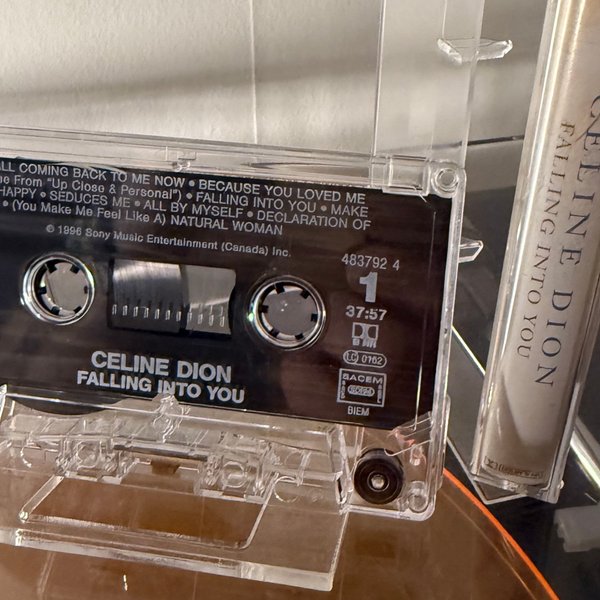 ALL COMING BACK TO ME NOW • BECAUSE YOU LOVED ME
From "Up Close & Personal") • FALLING INTO YOU • MAKE
HAPPY • SEDUCES ME • ALL BY MYSELF • DECLARATION OF
• (You Make Me Feel Like A) NATURAL WOMAN
℗ © 1996 Sony Music Entertainment (Canada) Inc.
483792 4
1
37:57
LC 0162
SACEM
BIEM
CELINE DION
FALLING INTO YOU
CELINE DION
FALLING INTO YOU